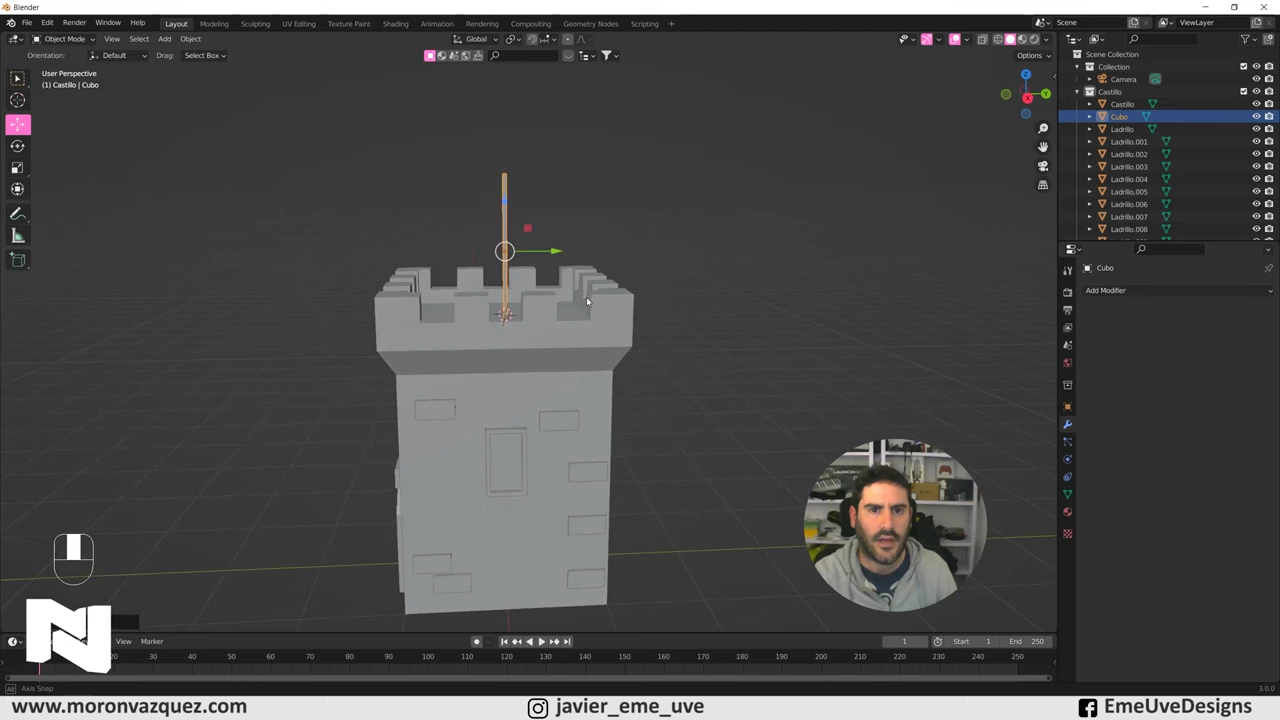 Blender
File Edit Render Window Help Layout Modeling Sculpting UV Editing Texture Paint Shading Animation Rendering Compositing Geometry Nodes Scripting + Scene ViewLayer
Object Mode View Select Add Object Global
Orientation: Default Drag: Select Box Options
User Perspective
(1) Castillo | Cubo
Scene Collection
Collection
Camera
Castillo
Castillo
Cubo
Ladrillo
Ladrillo.001
Ladrillo.002
Ladrillo.003
Ladrillo.004
Ladrillo.005
Ladrillo.006
Ladrillo.007
Ladrillo.008
Cubo
Add Modifier
X
Y
Z
N
View Marker 1 Start 1 End 250
20 30 40 50 60 70 80 90 100 110 120 130 140 150 160 170 180 190 200 210 220 230 240 250
Axis Snap 3.0.0
www.moronvazquez.com javier_eme_uve EmeUveDesigns